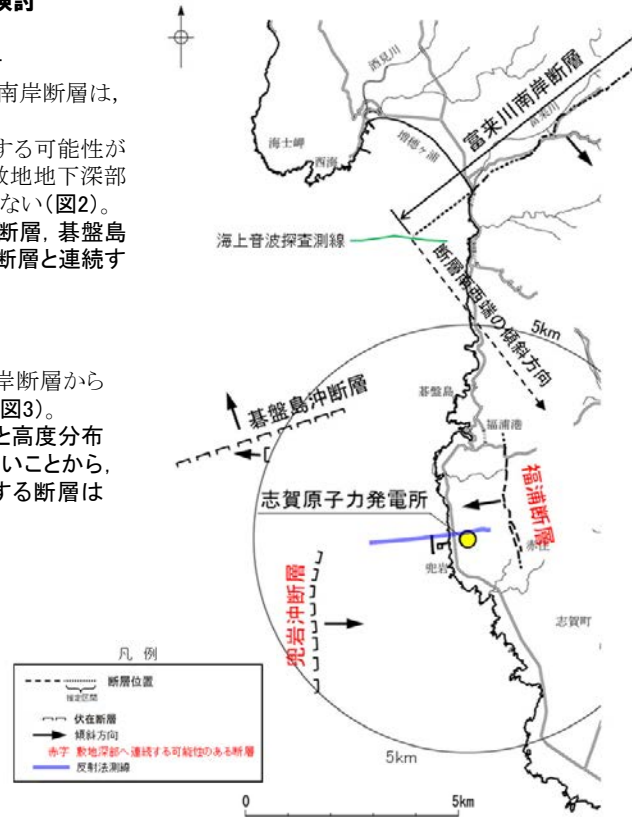 検討
南岸断層は,
する可能性が
敷地地下深部
ない(図2)。
断層, 碁盤島
断層と連続す
岸断層から
図3)。
と高度分布
いことから,
する断層は
酒見川
富来川南岸断層
富来川
海士岬
西海
増穂ヶ浦
海上音波探査測線
断層南西端の傾斜方向
5km
碁盤島沖断層
碁盤島
福浦港
志賀原子力発電所
福浦断層
赤住
兜岩
兜岩沖断層
志賀町
5km
凡 例
断層位置
推定区間
伏在断層
傾斜方向
赤字 敷地深部へ連続する可能性のある断層
反射法測線
0 5km